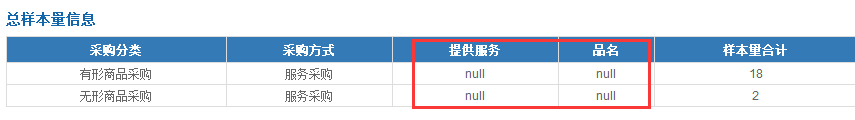 总样本量信息
采购分类 采购方式 提供服务 品名 样本量合计
有形商品采购 服务采购 null null 18
无形商品采购 服务采购 null null 2